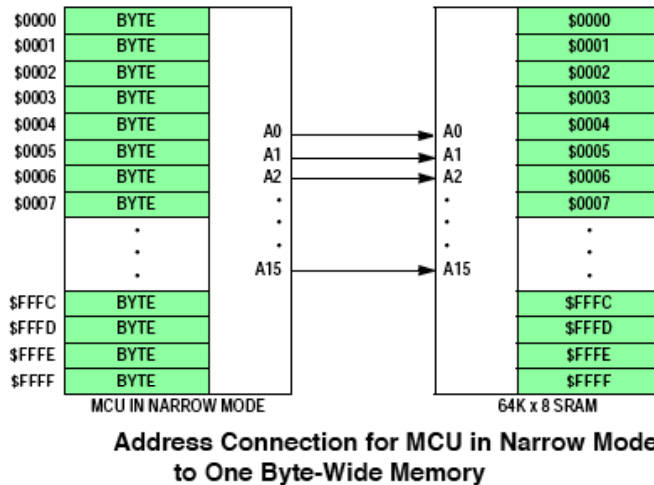 $0000 BYTE $0000
$0001 BYTE $0001
$0002 BYTE $0002
$0003 BYTE $0003
$0004 BYTE A0 A0 $0004
$0005 BYTE A1 A1 $0005
$0006 BYTE A2 A2 $0006
$0007 BYTE $0007
A15 A15
$FFFC BYTE $FFFC
$FFFD BYTE $FFFD
$FFFE BYTE $FFFE
$FFFF BYTE $FFFF
MCU IN NARROW MODE 64K x 8 SRAM
Address Connection for MCU in Narrow Mode
to One Byte-Wide Memory